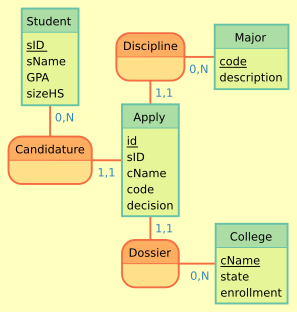 Student
sID
sName
GPA
sizeHS
0,N
Candidature
1,1
Discipline
0,N
1,1
Major
code
description
Apply
id
sID
cName
code
decision
1,1
Dossier
0,N
College
cName
state
enrollment